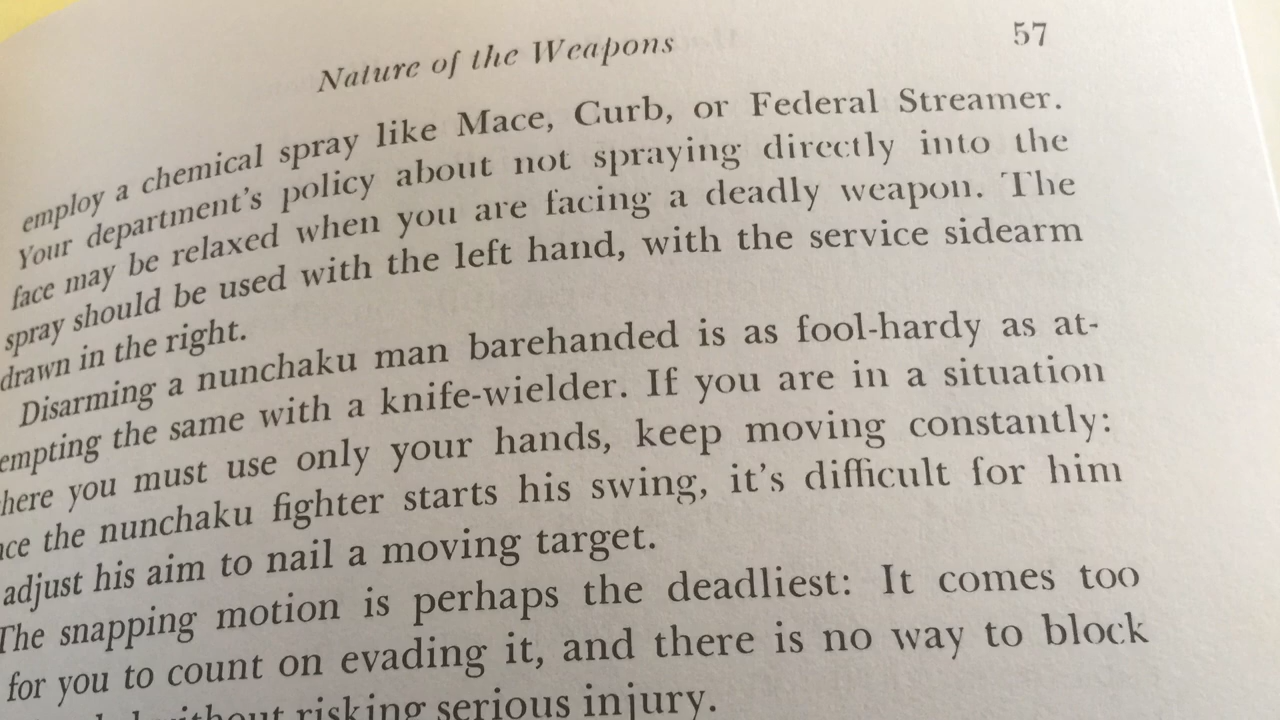 Nature of the Weapons 57
employ a chemical spray like Mace, Curb, or Federal Streamer.
Your department's policy about not spraying directly into the
face may be relaxed when you are facing a deadly weapon. The
spray should be used with the left hand, with the service sidearm
drawn in the right.
Disarming a nunchaku man barehanded is as fool-hardy as at-
empting the same with a knife-wielder. If you are in a situation
here you must use only your hands, keep moving constantly:
ce the nunchaku fighter starts his swing, it's difficult for him
adjust his aim to nail a moving target.
The snapping motion is perhaps the deadliest: It comes too
for you to count on evading it, and there is no way to block
without risking serious injury.